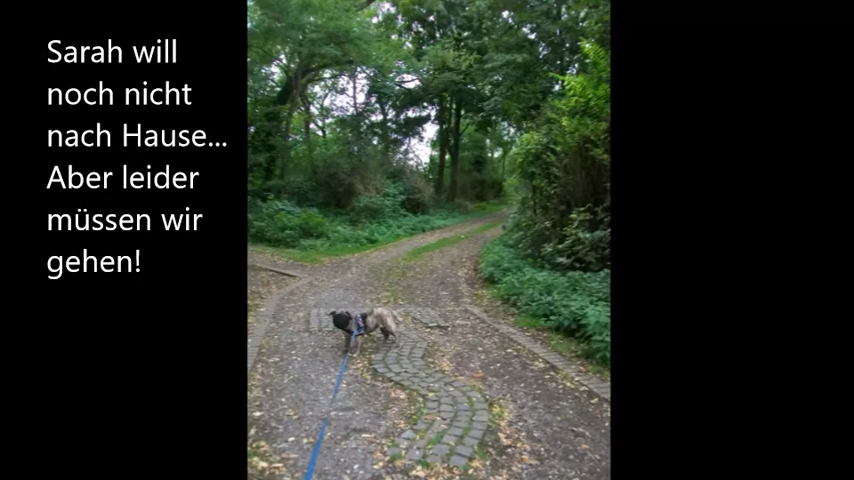 Sarah will
noch nicht
nach Hause...
Aber leider
müssen wir
gehen!